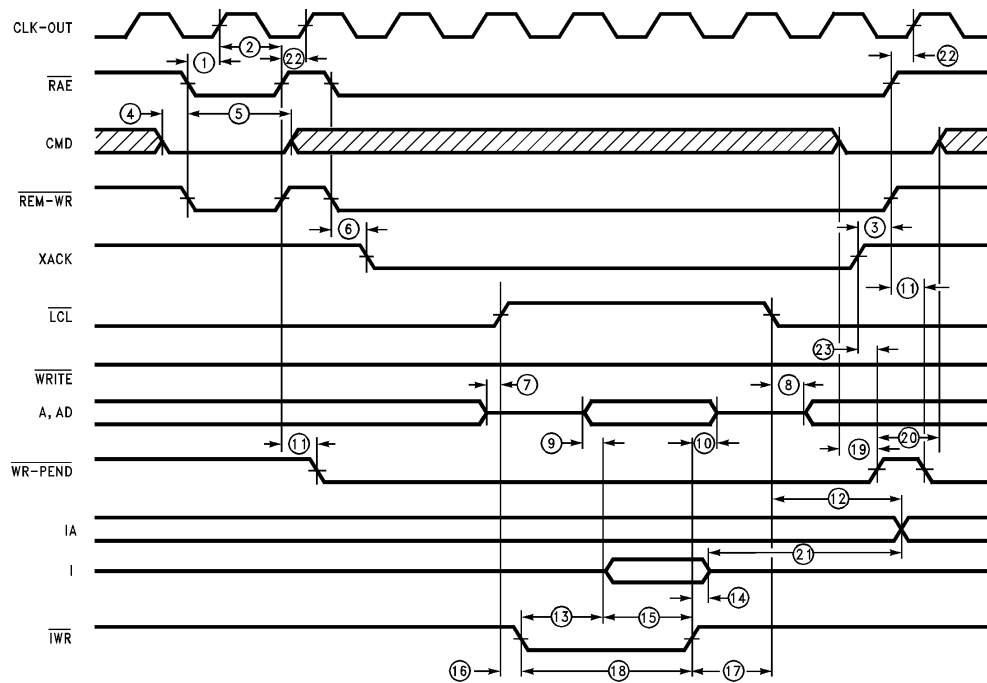 CLK-OUT
1 2 22 22
RAE
4 5
CMD
REM-WR
6 3
XACK
11
LCL
23
WRITE
7 8
A, AD
9 10
11 19 20
WR-PEND
12
IA
21
I
14
13 15
IWR
16 18 17